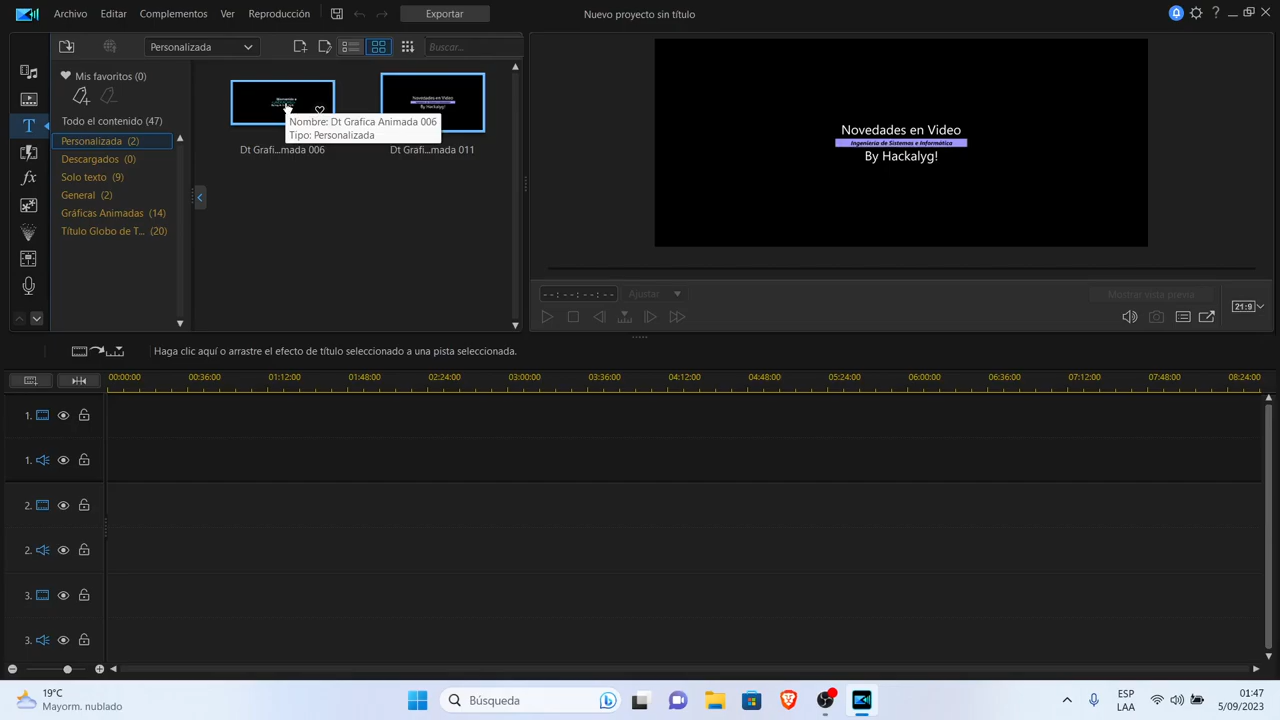 Archivo Editar Complementos Ver Reproducción Exportar Nuevo proyecto sin título
Personalizada Buscar...
Mis favoritos (0)
Todo el contenido (47)
Personalizada (2)
Descargados (0)
Solo texto (9)
General (2)
Gráficas Animadas (14)
Título Globo de T... (20)
Nombre: Dt Grafica Animada 006
Tipo: Personalizada
Dt Grafi...mada 006
Novedades en Video
By Hackalyg!
Dt Grafi...mada 011
Novedades en Video
Ingeniería de Sistemas e Informática
By Hackalyg!
--:--:--:-- Ajustar Mostrar vista previa
21:9
Haga clic aquí o arrastre el efecto de título seleccionado a una pista seleccionada.
00:00:00 00:36:00 01:12:00 01:48:00 02:24:00 03:00:00 03:36:00 04:12:00 04:48:00 05:24:00 06:00:00 06:36:00 07:12:00 07:48:00 08:24:00
1.
1.
2.
2.
3.
3.
19°C
Mayorm. nublado
Búsqueda
ESP
LAA
01:47
5/09/2023